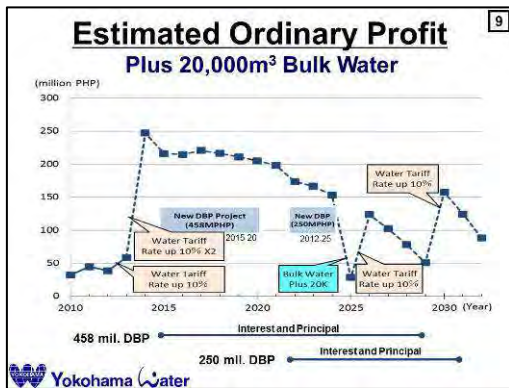 9
Estimated Ordinary Profit
Plus 20,000m³ Bulk Water
(million PHP)
300
250
200
150
100
50
0
New DBP Project
(458MPHP)
2015 20
New DBP
(250MPHP)
2012.25
Water Tariff
Rate up 10%
Water Tariff
Rate up 10% X2
Water Tariff
Rate up 10%
Bulk Water
Plus 20K
Water Tariff
Rate up 10%
2010
2015
2020
2025
2030
(Year)
458 mil. DBP
Interest and Principal
250 mil. DBP
Interest and Principal
YOKOHAMA
Yokohama Water